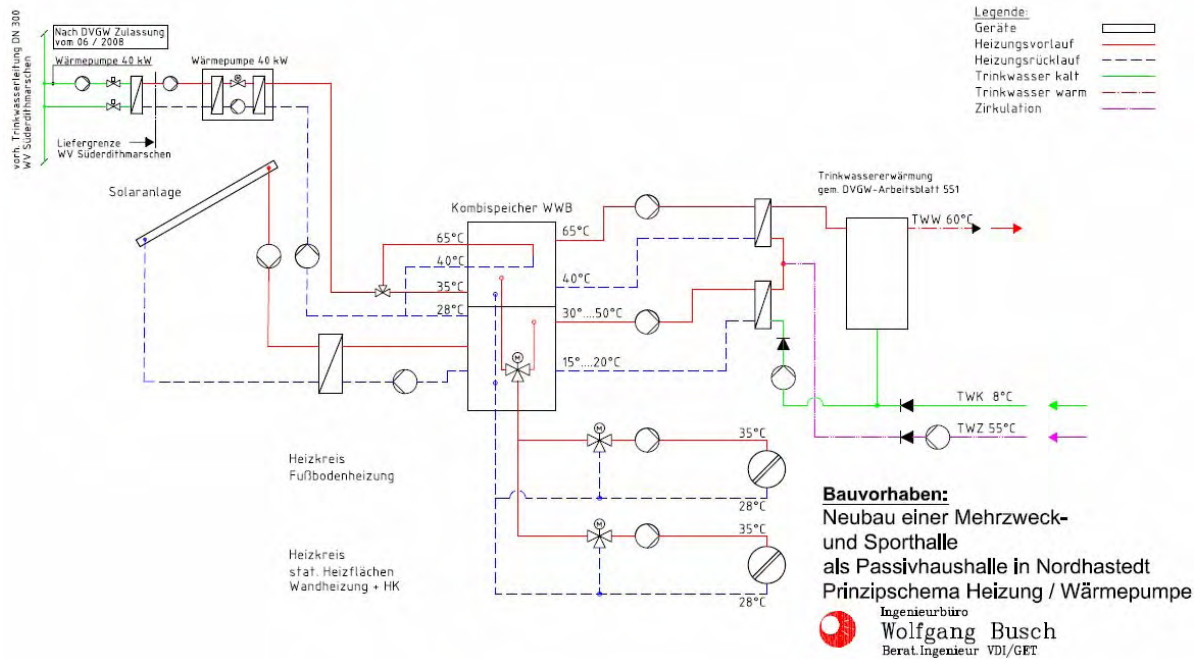 vorh. Trinkwasserleitung DN 300
WV Süderdithmarschen
Nach DVGW Zulassung
vom 06 / 2008
Wärmepumpe 40 kW
Wärmepumpe 40 kW
M
Liefergrenze
WV Süderdithmarschen
Solaranlage
Legende:
Geräte
Heizungsvorlauf
Heizungsrücklauf
Trinkwasser kalt
Trinkwasser warm
Zirkulation
Kombispeicher WWB
65°C
40°C
35°C
28°C
65°C
40°C
30°....50°C
15°....20°C
M
Trinkwassererwärmung
gem. DVGW-Arbeitsblatt 551
TWW 60°C
TWK 8°C
TWZ 55°C
Heizkreis
Fußbodenheizung
M
35°C
28°C
Heizkreis
stat. Heizflächen
Wandheizung + HK
M
35°C
28°C
Bauvorhaben:
Neubau einer Mehrzweck-
und Sporthalle
als Passivhaushalle in Nordhastedt
Prinzipschema Heizung / Wärmepumpe
Ingenieurbüro
Wolfgang Busch
Berat.Ingenieur VDI/GET